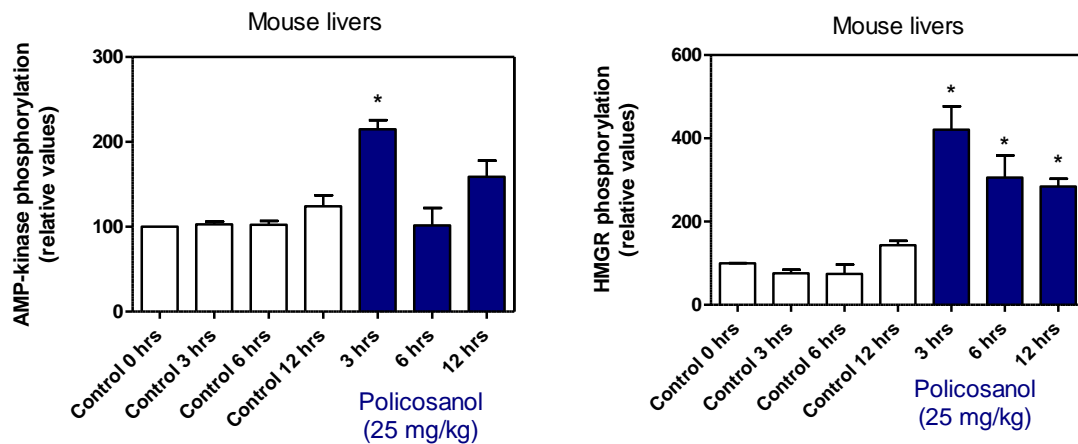 Mouse livers
AMP-kinase phosphorylation
(relative values)
300
200
100
0
*
Control 0 hrs
Control 3 hrs
Control 6 hrs
Control 12 hrs
3 hrs
6 hrs
12 hrs
Policosanol
(25 mg/kg)
Mouse livers
HMGR phosphorylation
(relative values)
600
400
200
0
*
*
*
Control 0 hrs
Control 3 hrs
Control 6 hrs
Control 12 hrs
3 hrs
6 hrs
12 hrs
Policosanol
(25 mg/kg)